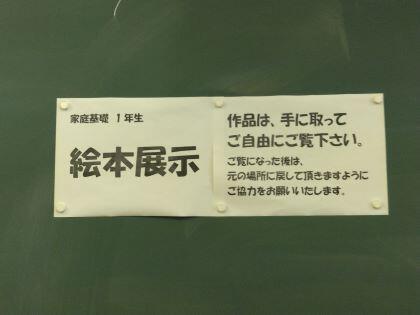 家庭基礎 1年生
絵本展示
作品は、手に取って
ご自由にご覧下さい。
ご覧になった後は、
元の場所に戻して頂きますように
ご協力をお願いいたします。